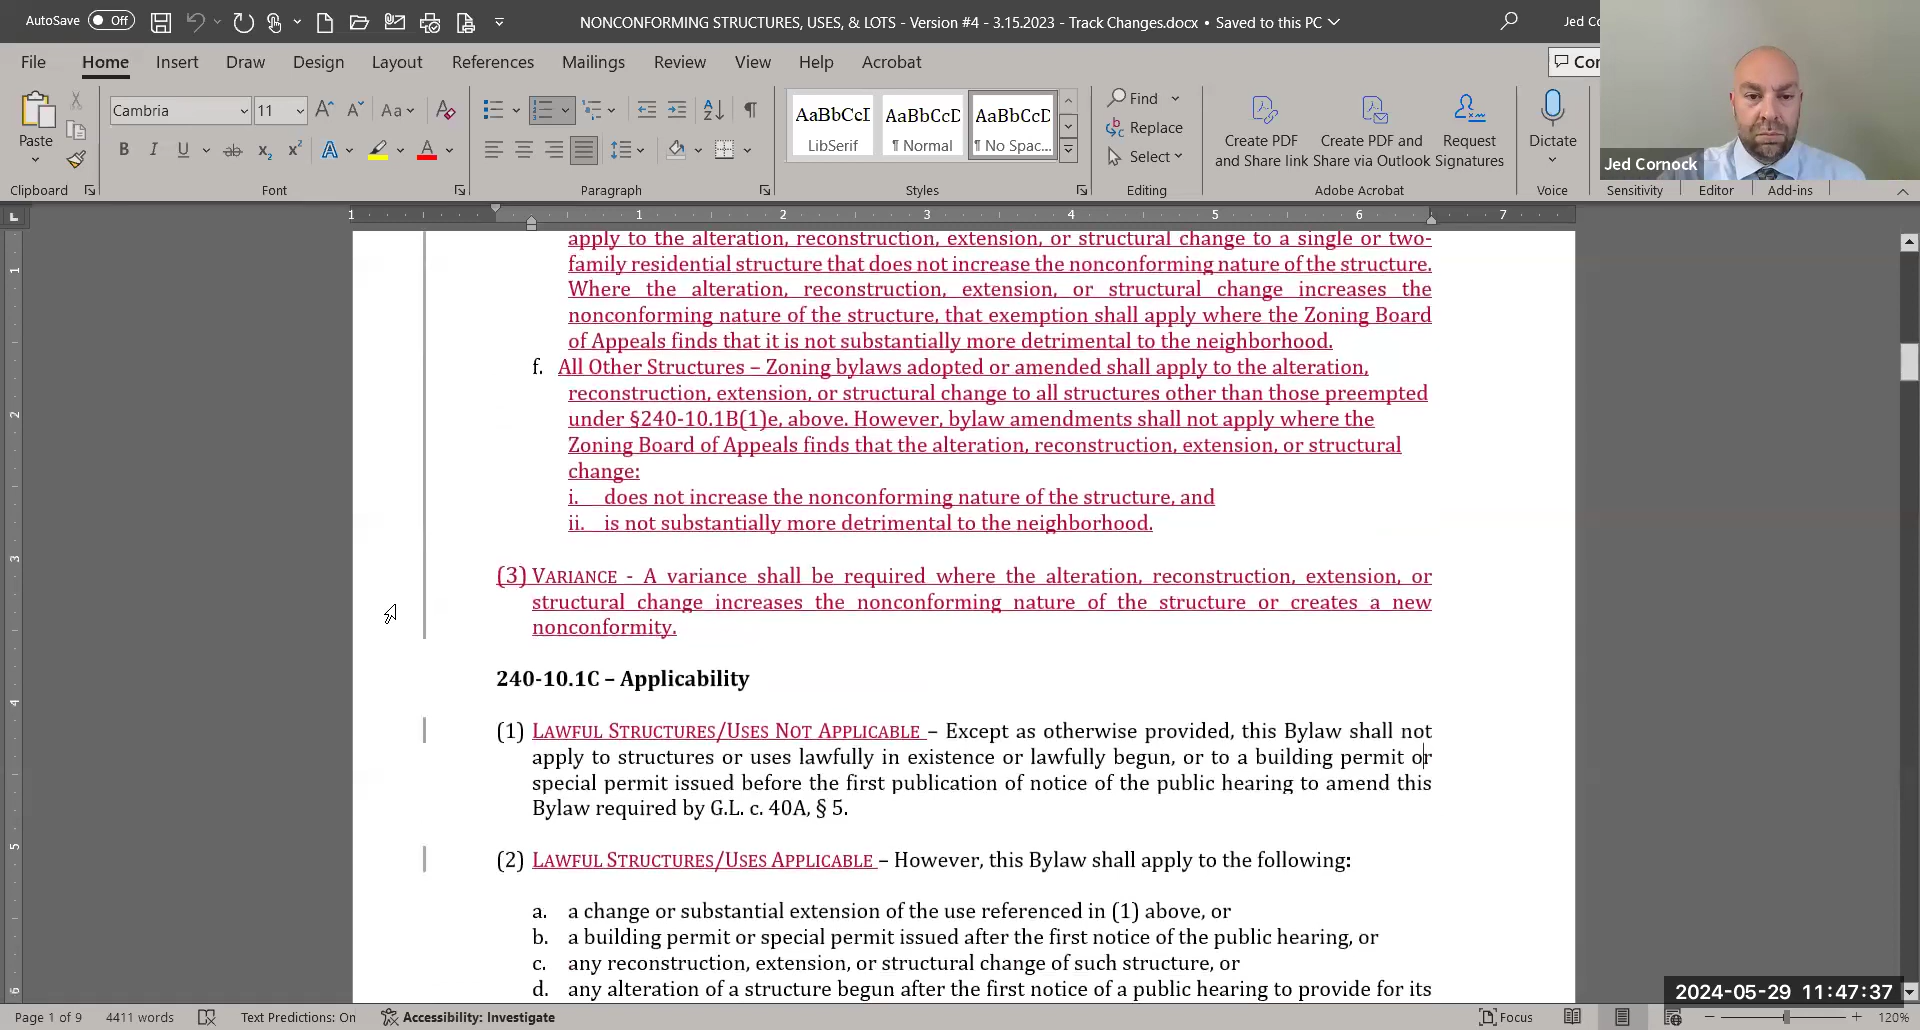 AutoSave Off
NONCONFORMING STRUCTURES, USES, & LOTS - Version #4 - 3.15.2023 - Track Changes.docx • Saved to this PC
Jed Co
File Home Insert Draw Design Layout References Mailings Review View Help Acrobat
Con
Paste
Clipboard
Cambria 11
Font
Paragraph
AaBbCcI AaBbCcD AaBbCcD
LibSerif ¶ Normal ¶ No Spac...
Styles
Find
Replace
Select
Editing
Create PDF
and Share link
Create PDF and
Share via Outlook
Request
Signatures
Adobe Acrobat
Dictate
Voice
Sensitivity Editor Add-ins
Jed Cornock
1 1 2 3 4 5 6 7
1
2
3
4
5
6
apply to the alteration, reconstruction, extension, or structural change to a single or two-
family residential structure that does not increase the nonconforming nature of the structure.
Where the alteration, reconstruction, extension, or structural change increases the
nonconforming nature of the structure, that exemption shall apply where the Zoning Board
of Appeals finds that it is not substantially more detrimental to the neighborhood.
f. All Other Structures – Zoning bylaws adopted or amended shall apply to the alteration,
reconstruction, extension, or structural change to all structures other than those preempted
under §240-10.1B(1)e, above. However, bylaw amendments shall not apply where the
Zoning Board of Appeals finds that the alteration, reconstruction, extension, or structural
change:
i. does not increase the nonconforming nature of the structure, and
ii. is not substantially more detrimental to the neighborhood.
(3) VARIANCE - A variance shall be required where the alteration, reconstruction, extension, or
structural change increases the nonconforming nature of the structure or creates a new
nonconformity.
240-10.1C – Applicability
(1) LAWFUL STRUCTURES/USES NOT APPLICABLE – Except as otherwise provided, this Bylaw shall not
apply to structures or uses lawfully in existence or lawfully begun, or to a building permit or
special permit issued before the first publication of notice of the public hearing to amend this
Bylaw required by G.L. c. 40A, § 5.
(2) LAWFUL STRUCTURES/USES APPLICABLE – However, this Bylaw shall apply to the following:
a. a change or substantial extension of the use referenced in (1) above, or
b. a building permit or special permit issued after the first notice of the public hearing, or
c. any reconstruction, extension, or structural change of such structure, or
d. any alteration of a structure begun after the first notice of a public hearing to provide for its
2024-05-29 11:47:37
Page 1 of 9 4411 words Text Predictions: On Accessibility: Investigate Focus 120%